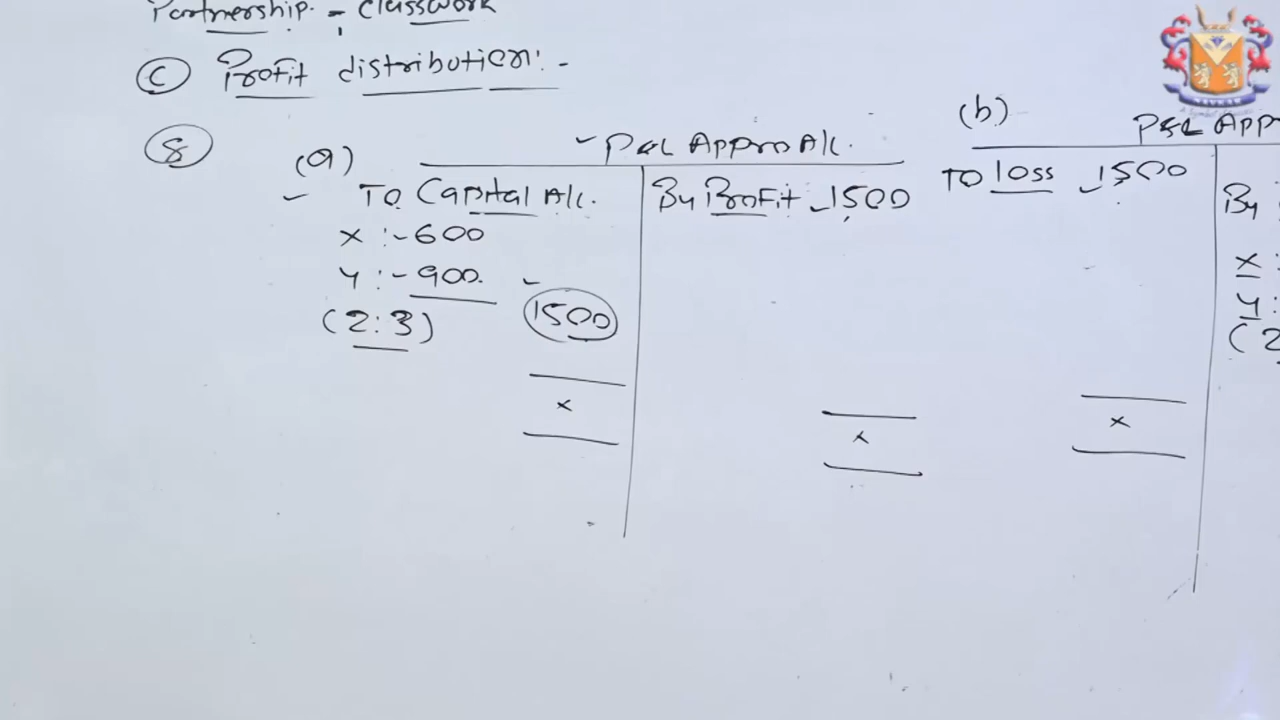 Partnership - Classwork
(C) Profit distribution:-
(8)
(a)
P&L Appro A/c.
To Capital A/c.
X :- 600
Y :- 900
(2:3)
1500
x
By Profit 1500
x
(b)
P&L App
To loss 1500
x
By
X :
Y :
(2